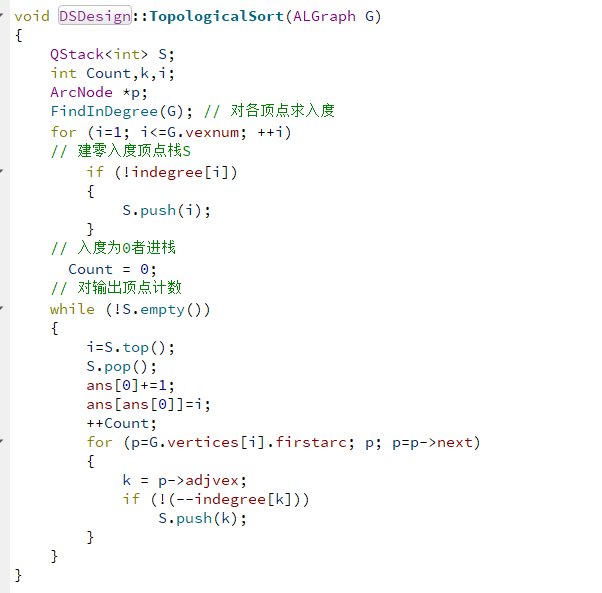 void DSDesign::TopologicalSort(ALGraph G)
{
    QStack<int> S;
    int Count,k,i;
    ArcNode *p;
    FindInDegree(G); // 对各顶点求入度
    for (i=1; i<=G.vexnum; ++i)
    // 建零入度顶点栈S
        if (!indegree[i])
        {
            S.push(i);
        }
    // 入度为0者进栈
      Count = 0;
    // 对输出顶点计数
    while (!S.empty())
    {
        i=S.top();
        S.pop();
        ans[0]+=1;
        ans[ans[0]]=i;
        ++Count;
        for (p=G.vertices[i].firstarc; p; p=p->next)
        {
            k = p->adjvex;
            if (!(--indegree[k]))
                S.push(k);
        }
    }
}